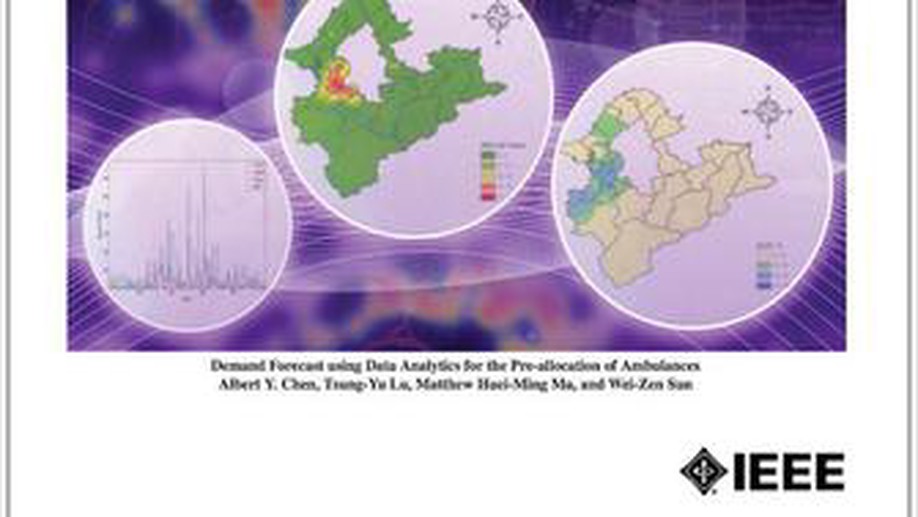 Demand Forecast using Data Analytics for the Pre-allocation of Ambulances
Albert Y. Chen, Tsung-Yu Lu, Matthew Huei-Ming Ma, and Wei-Zen Sun
IEEE